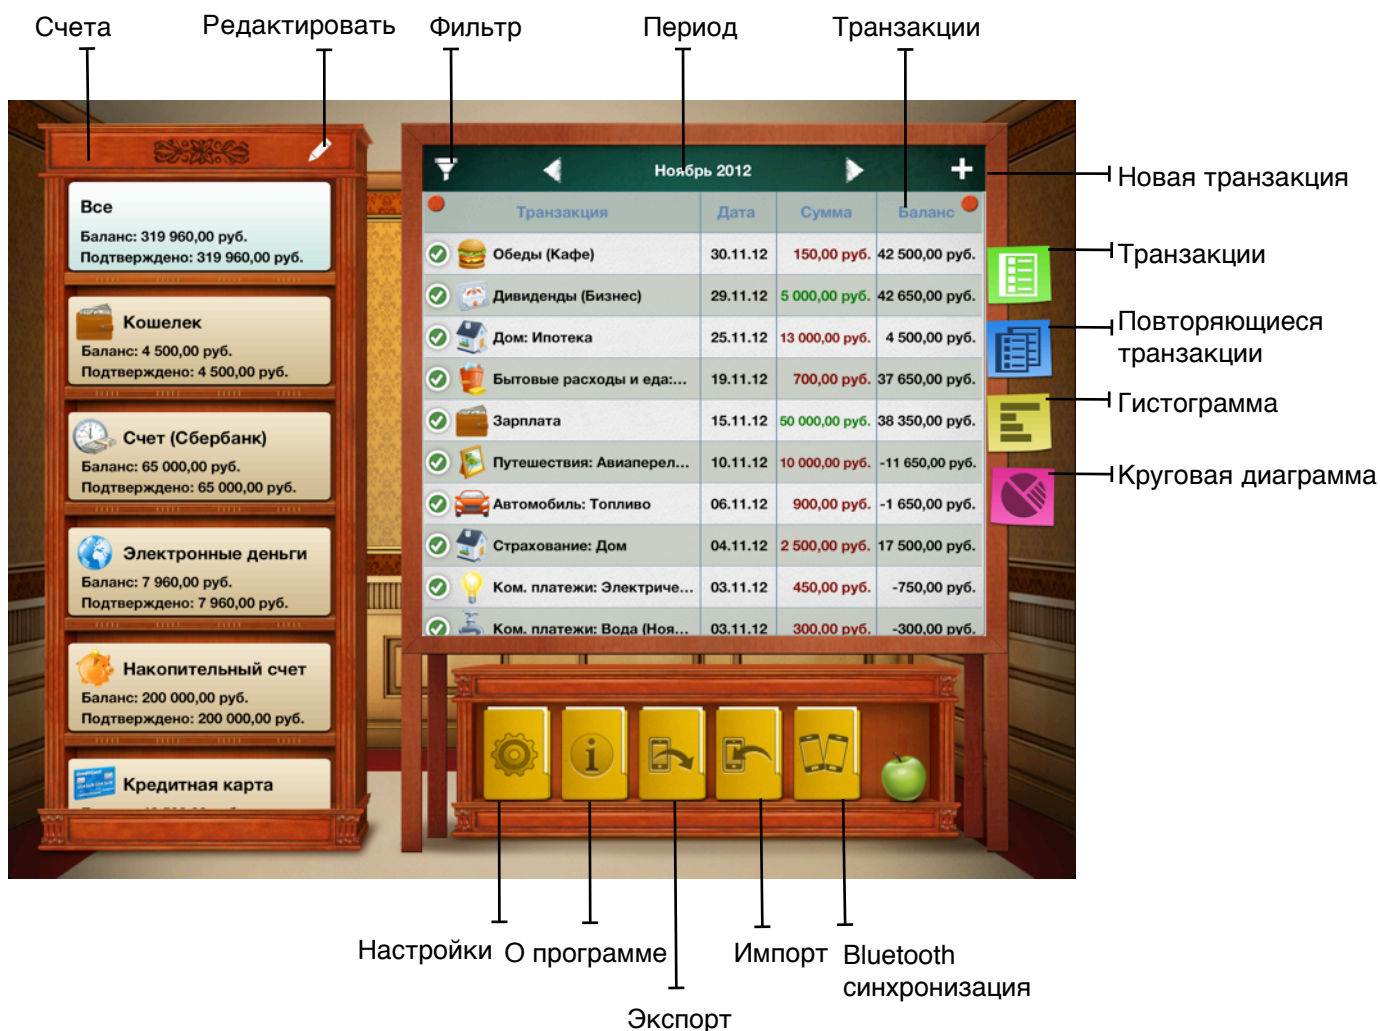 Счета
Редактировать
Фильтр
Период
Транзакции
Ноябрь 2012
Новая транзакция
Транзакции
Повторяющиеся
транзакции
Гистограмма
Круговая диаграмма
Все
Баланс: 319 960,00 руб.
Подтверждено: 319 960,00 руб.
Кошелек
Баланс: 4 500,00 руб.
Подтверждено: 4 500,00 руб.
Счет (Сбербанк)
Баланс: 65 000,00 руб.
Подтверждено: 65 000,00 руб.
Электронные деньги
Баланс: 7 960,00 руб.
Подтверждено: 7 960,00 руб.
Накопительный счет
Баланс: 200 000,00 руб.
Подтверждено: 200 000,00 руб.
Кредитная карта
Транзакция Дата Сумма Баланс
Обеды (Кафе) 30.11.12 150,00 руб. 42 500,00 руб.
Дивиденды (Бизнес) 29.11.12 5 000,00 руб. 42 650,00 руб.
Дом: Ипотека 25.11.12 13 000,00 руб. 4 500,00 руб.
Бытовые расходы и еда:... 19.11.12 700,00 руб. 37 650,00 руб.
Зарплата 15.11.12 50 000,00 руб. 38 350,00 руб.
Путешествия: Авиаперел... 10.11.12 10 000,00 руб. -11 650,00 руб.
Автомобиль: Топливо 06.11.12 900,00 руб. -1 650,00 руб.
Страхование: Дом 04.11.12 2 500,00 руб. 17 500,00 руб.
Ком. платежи: Электриче... 03.11.12 450,00 руб. -750,00 руб.
Ком. платежи: Вода (Ноя... 03.11.12 300,00 руб. -300,00 руб.
Настройки
О программе
Экспорт
Импорт
Bluetooth
синхронизация